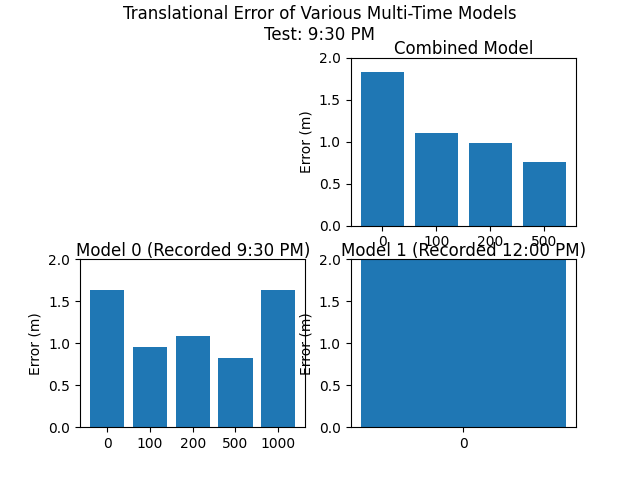 Translational Error of Various Multi-Time Models
Test: 9:30 PM
Combined Model
2.0
1.5
1.0
0.5
0.0
Error (m)
0 100 200 500
Model 0 (Recorded 9:30 PM)
2.0
1.5
1.0
0.5
0.0
Error (m)
0 100 200 500 1000
Model 1 (Recorded 12:00 PM)
2.0
1.5
1.0
0.5
0.0
Error (m)
0